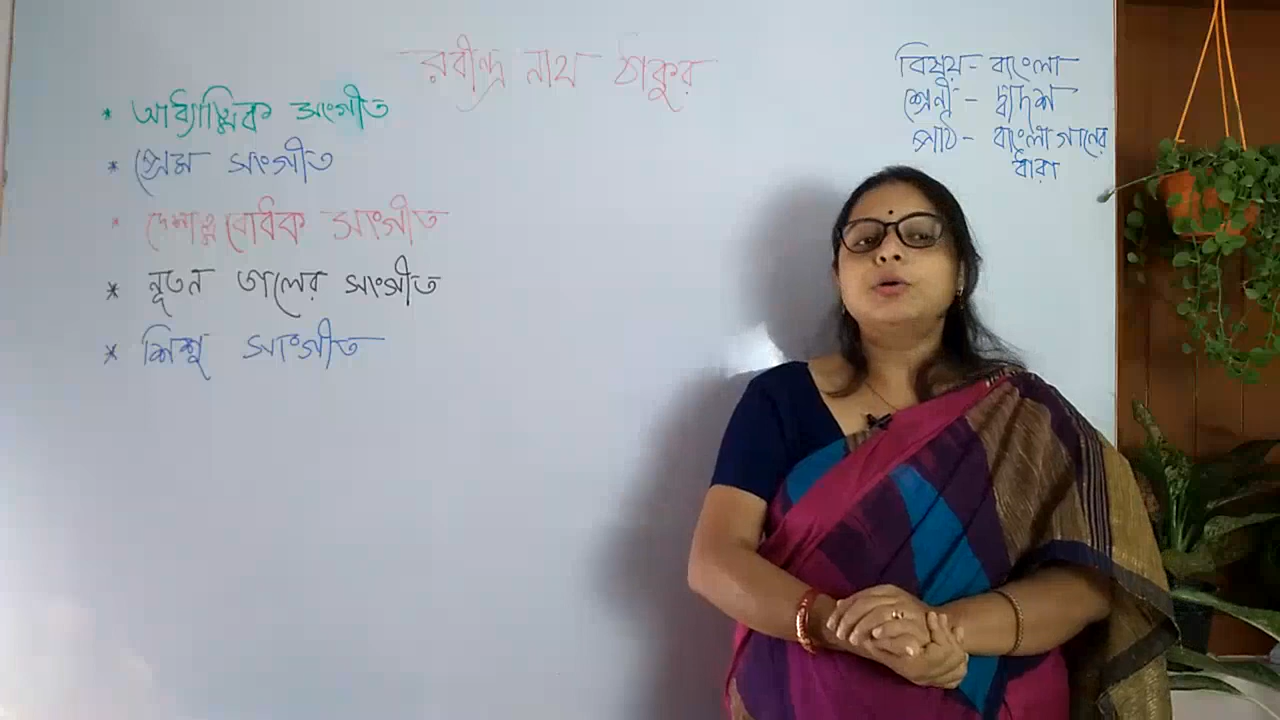 রবীন্দ্র নাথ ঠাকুর
* আধ্যাত্মিক সংগীত
* প্রেম সংগীত
* দেশাত্মবোধক সংগীত
* নূতন তালের সংগীত
* শিশু সংগীত
বিষয় - বাংলা
শ্রেণী - দ্বাদশ
পাঠ - বাংলা গানের
ধারা